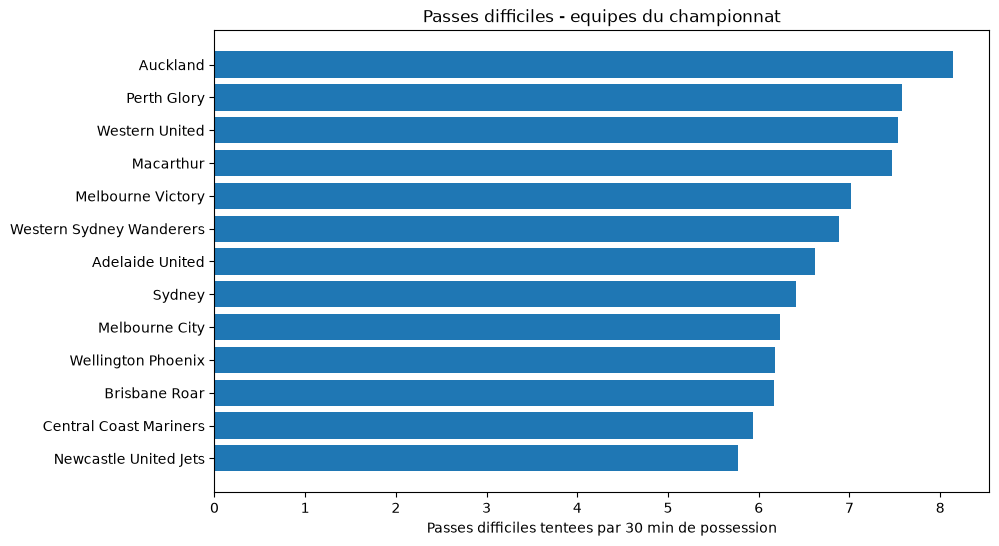 Passes difficiles - equipes du championnat
Auckland
Perth Glory
Western United
Macarthur
Melbourne Victory
Western Sydney Wanderers
Adelaide United
Sydney
Melbourne City
Wellington Phoenix
Brisbane Roar
Central Coast Mariners
Newcastle United Jets
0 1 2 3 4 5 6 7 8
Passes difficiles tentees par 30 min de possession